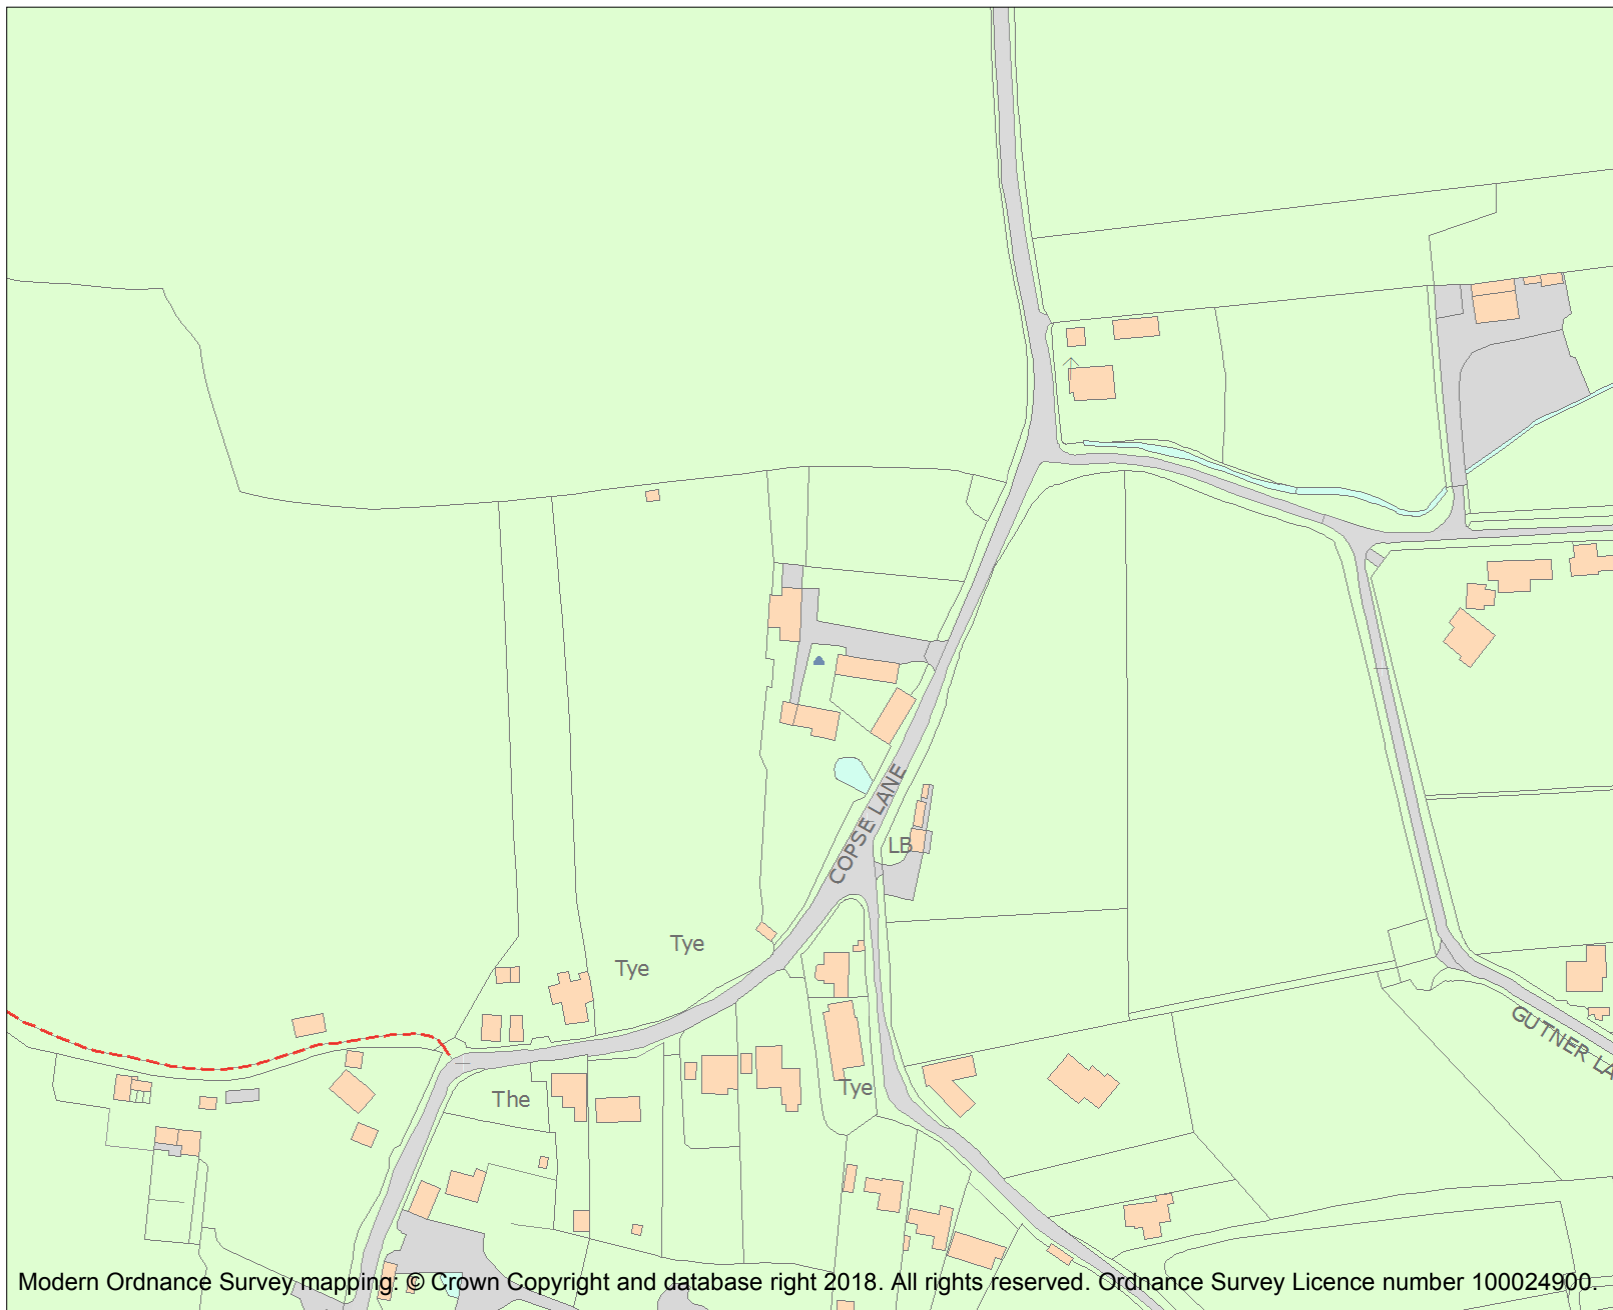 COPSE LANE
LB
Tye
Tye
GUTNER LA
Tye
The
Modern Ordnance Survey mapping: © Crown Copyright and database right 2018. All rights reserved. Ordnance Survey Licence number 100024900.